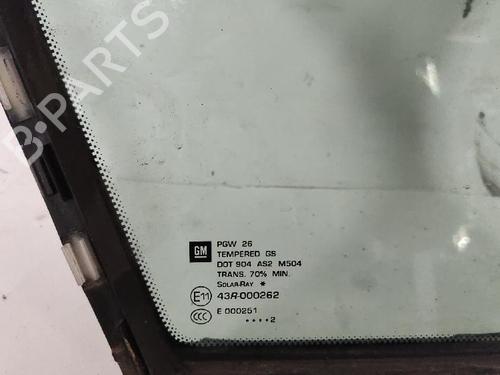 B-PARTS
GM
PGW 26
TEMPERED GS
DOT 904 AS2 M504
TRANS. 70% MIN.
SOLAR-RAY *
E11 43R-000262
CCC E 000251
••••2